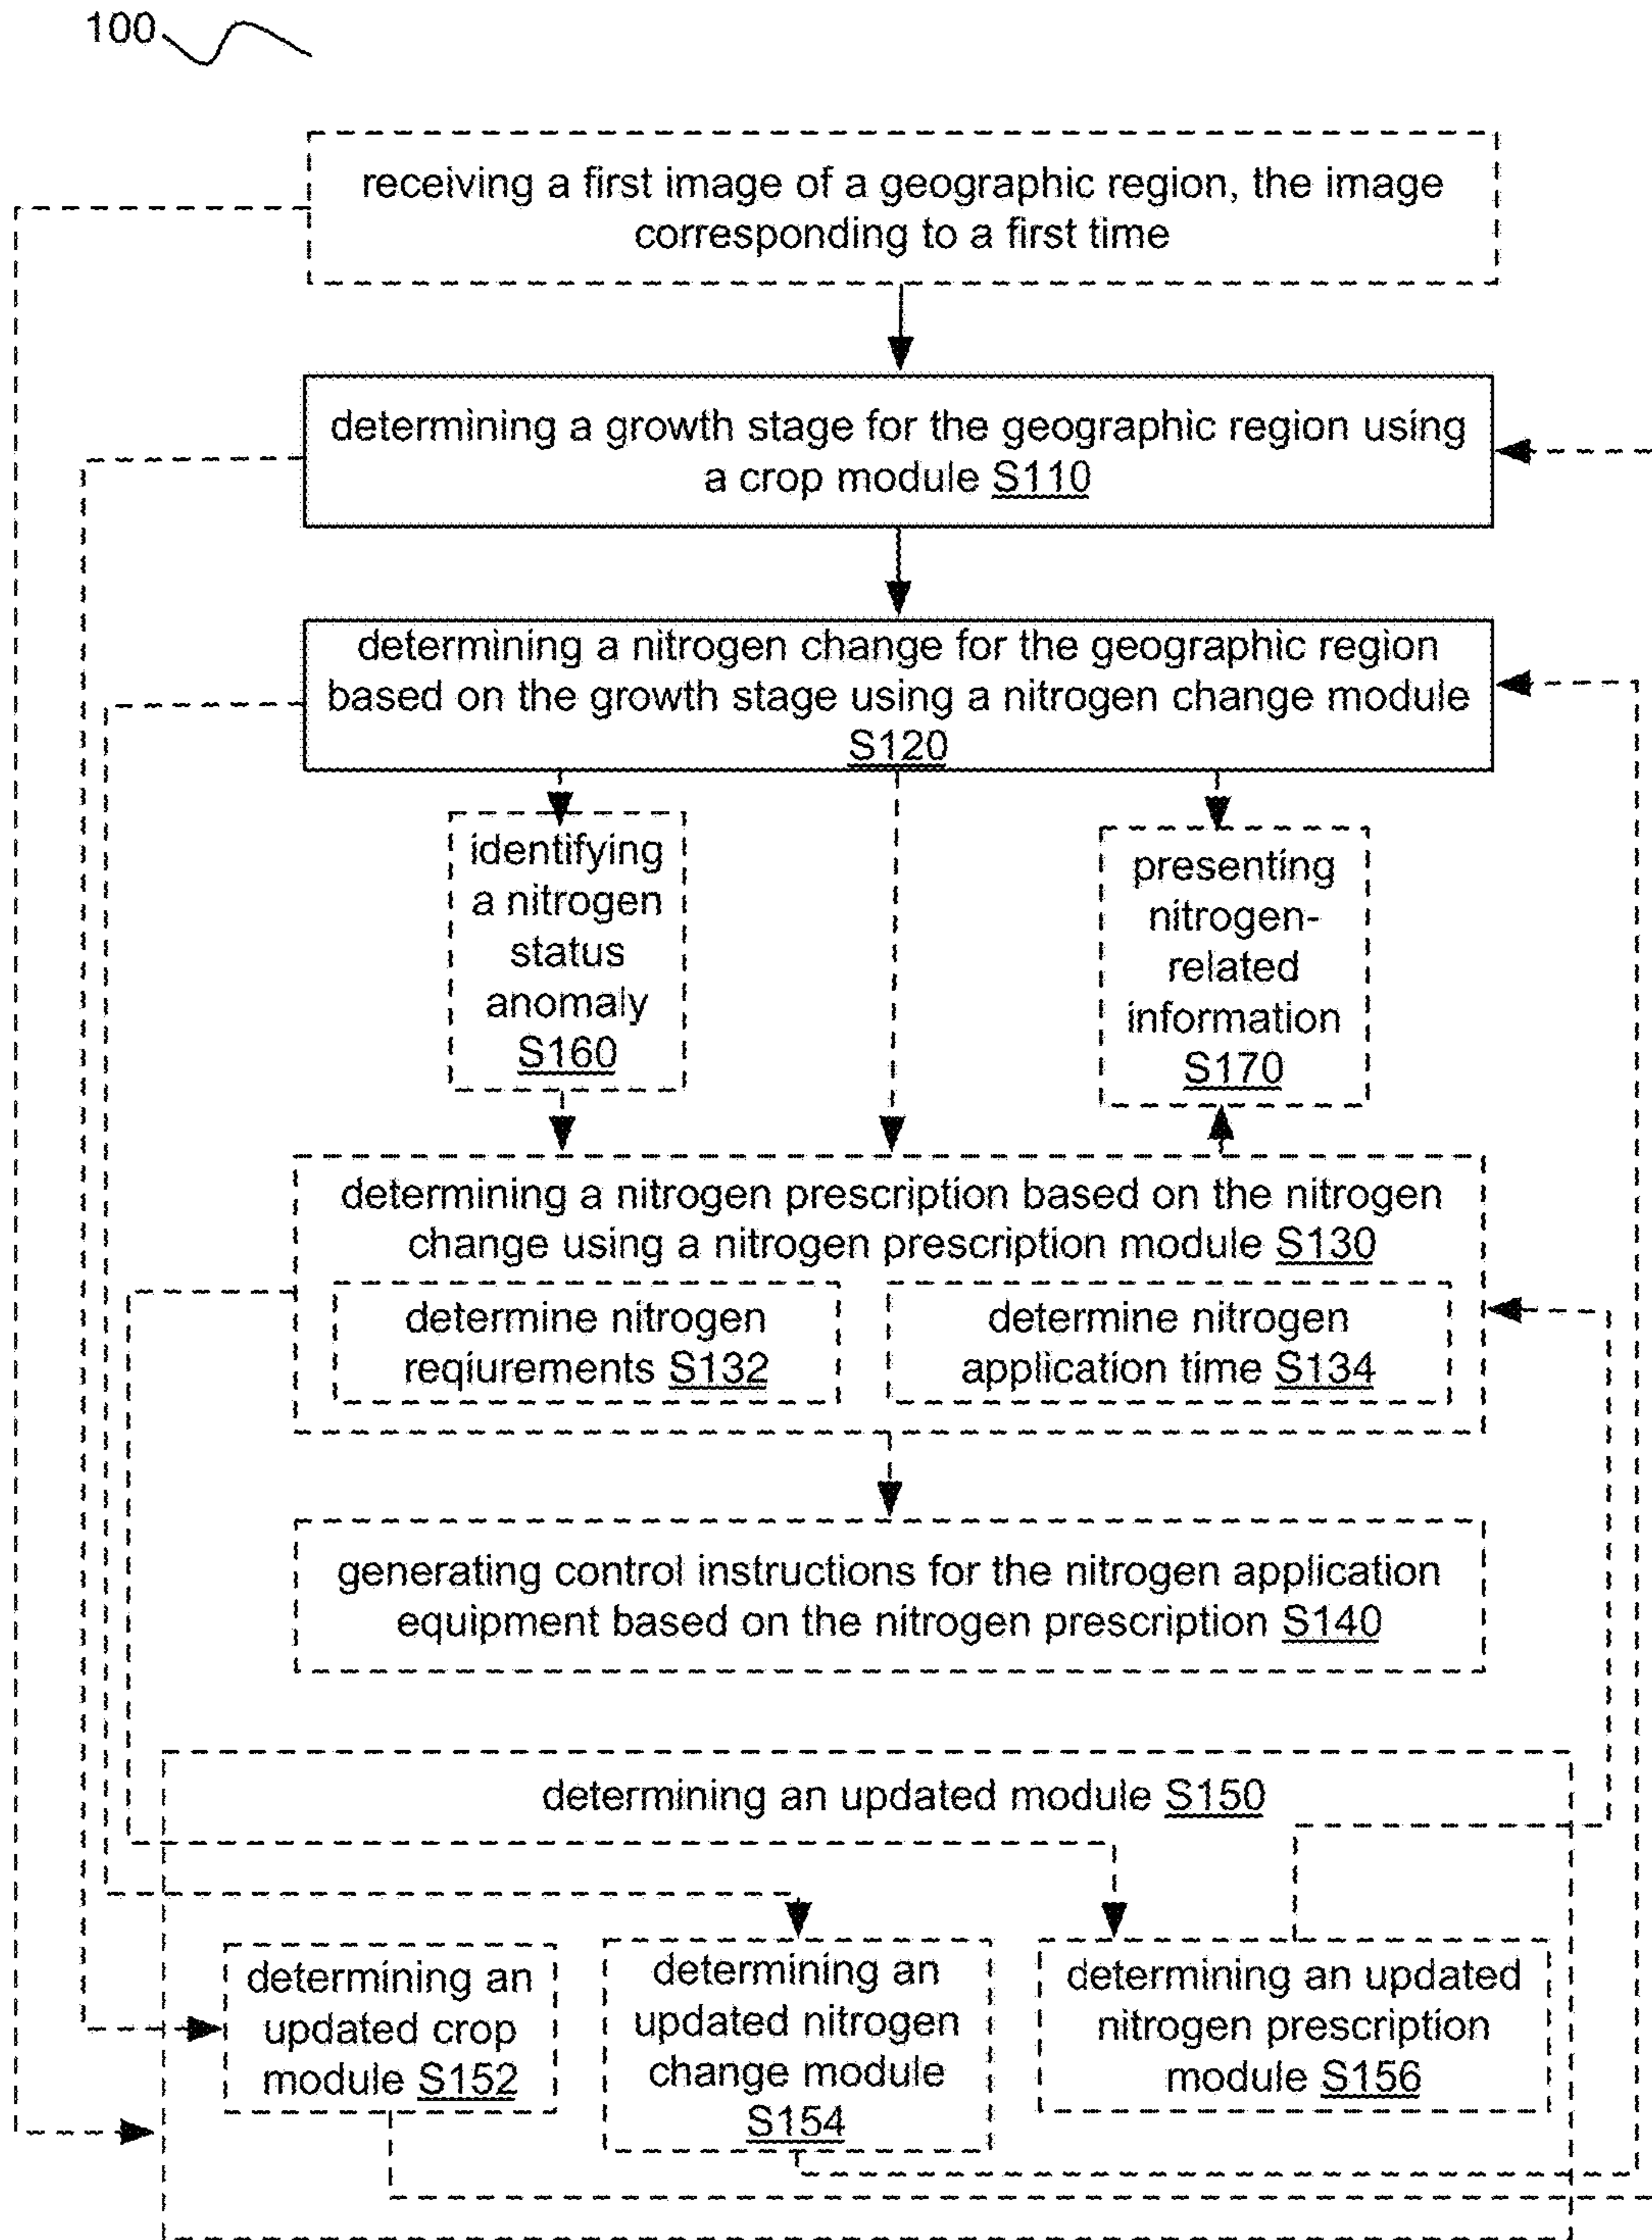 100
receiving a first image of a geographic region, the image
corresponding to a first time
determining a growth stage for the geographic region using
a crop module S110
determining a nitrogen change for the geographic region
based on the growth stage using a nitrogen change module
S120
identifying
a nitrogen
status
anomaly
S160
presenting
nitrogen-
related
information
S170
determining a nitrogen prescription based on the nitrogen
change using a nitrogen prescription module S130
determine nitrogen
reqiurements S132
determine nitrogen
application time S134
generating control instructions for the nitrogen application
equipment based on the nitrogen prescription S140
determining an updated module S150
determining an
updated crop
module S152
determining an
updated nitrogen
change module
S154
determining an updated
nitrogen prescription
module S156